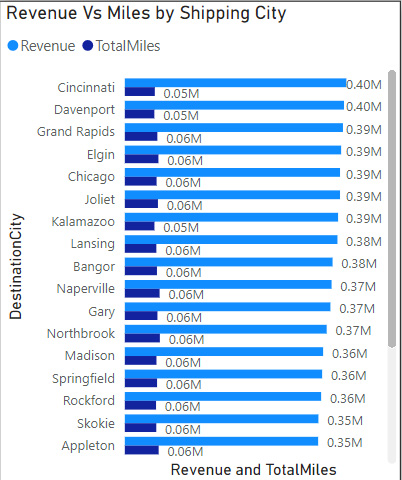 Revenue Vs Miles by Shipping City
Revenue TotalMiles
DestinationCity
Cincinnati 0.40M
0.05M
Davenport 0.40M
0.05M
Grand Rapids 0.39M
0.06M
Elgin 0.39M
0.06M
Chicago 0.39M
0.06M
Joliet 0.39M
0.06M
Kalamazoo 0.39M
0.05M
Lansing 0.38M
0.06M
Bangor 0.38M
0.06M
Naperville 0.37M
0.06M
Gary 0.37M
0.06M
Northbrook 0.37M
0.06M
Madison 0.36M
0.06M
Springfield 0.36M
0.06M
Rockford 0.36M
0.06M
Skokie 0.35M
0.06M
Appleton 0.35M
0.06M
Revenue and TotalMiles